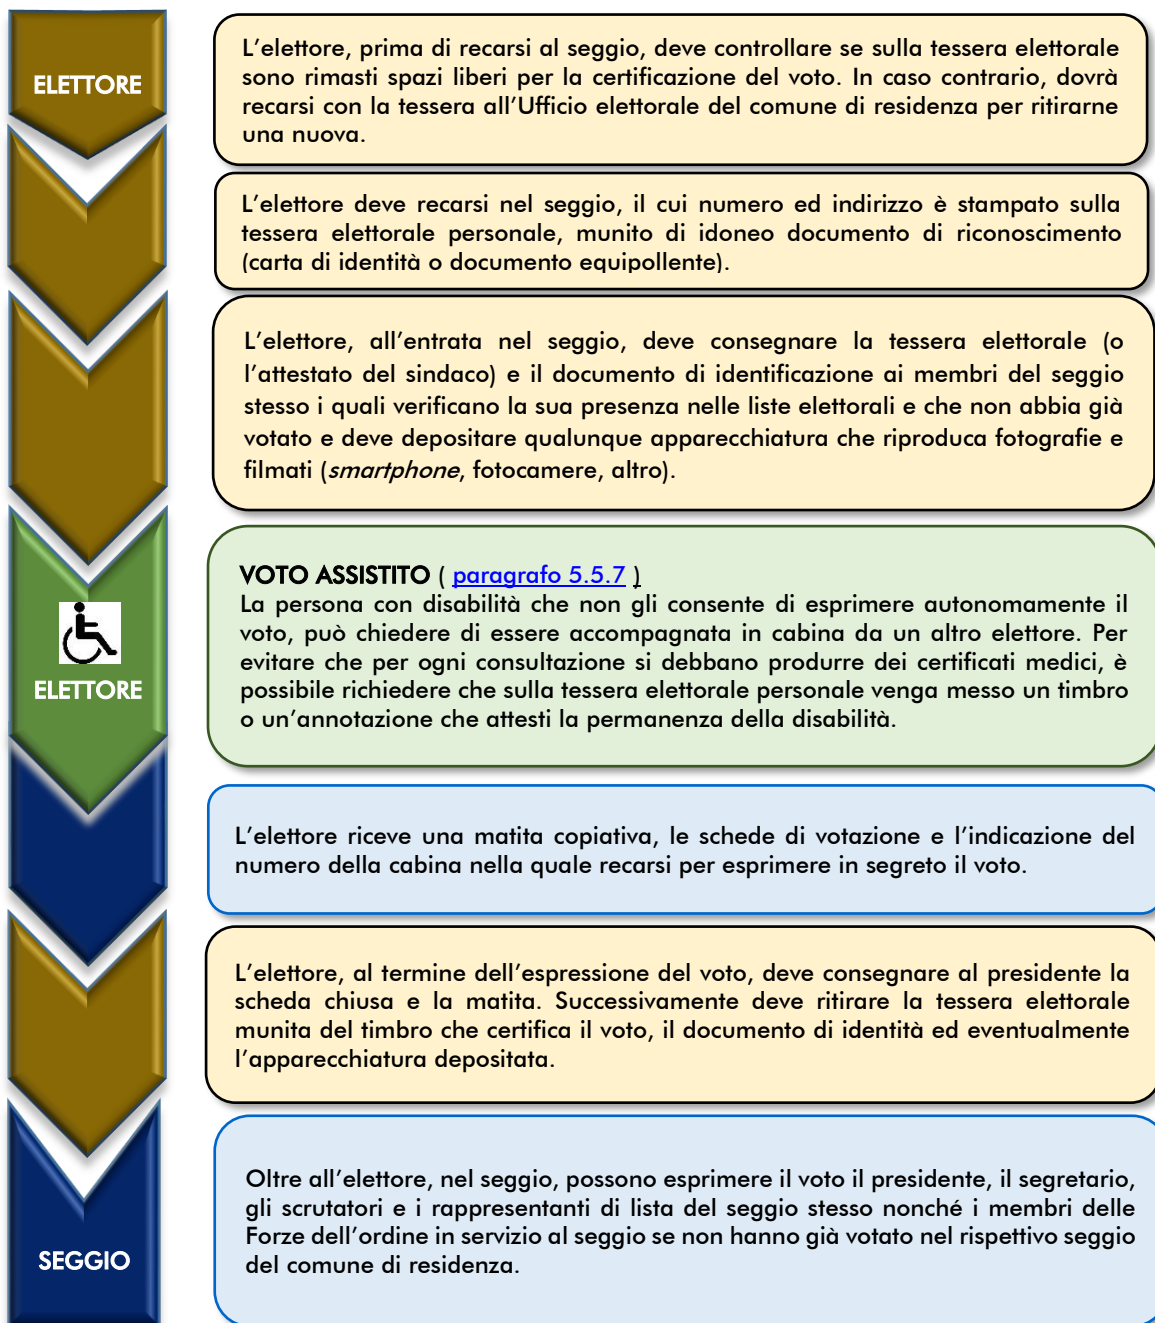 ELETTORE
L'elettore, prima di recarsi al seggio, deve controllare se sulla tessera elettorale
sono rimasti spazi liberi per la certificazione del voto. In caso contrario, dovrà
recarsi con la tessera all'Ufficio elettorale del comune di residenza per ritirarne
una nuova.
L'elettore deve recarsi nel seggio, il cui numero ed indirizzo è stampato sulla
tessera elettorale personale, munito di idoneo documento di riconoscimento
(carta di identità o documento equipollente).
L'elettore, all'entrata nel seggio, deve consegnare la tessera elettorale (o
l'attestato del sindaco) e il documento di identificazione ai membri del seggio
stesso i quali verificano la sua presenza nelle liste elettorali e che non abbia già
votato e deve depositare qualunque apparecchiatura che riproduca fotografie e
filmati (smartphone, fotocamere, altro).
ELETTORE
VOTO ASSISTITO ( paragrafo 5.5.7 )
La persona con disabilità che non gli consente di esprimere autonomamente il
voto, può chiedere di essere accompagnata in cabina da un altro elettore. Per
evitare che per ogni consultazione si debbano produrre dei certificati medici, è
possibile richiedere che sulla tessera elettorale personale venga messo un timbro
o un'annotazione che attesti la permanenza della disabilità.
L'elettore riceve una matita copiativa, le schede di votazione e l'indicazione del
numero della cabina nella quale recarsi per esprimere in segreto il voto.
L'elettore, al termine dell'espressione del voto, deve consegnare al presidente la
scheda chiusa e la matita. Successivamente deve ritirare la tessera elettorale
munita del timbro che certifica il voto, il documento di identità ed eventualmente
l'apparecchiatura depositata.
SEGGIO
Oltre all'elettore, nel seggio, possono esprimere il voto il presidente, il segretario,
gli scrutatori e i rappresentanti di lista del seggio stesso nonché i membri delle
Forze dell'ordine in servizio al seggio se non hanno già votato nel rispettivo seggio
del comune di residenza.